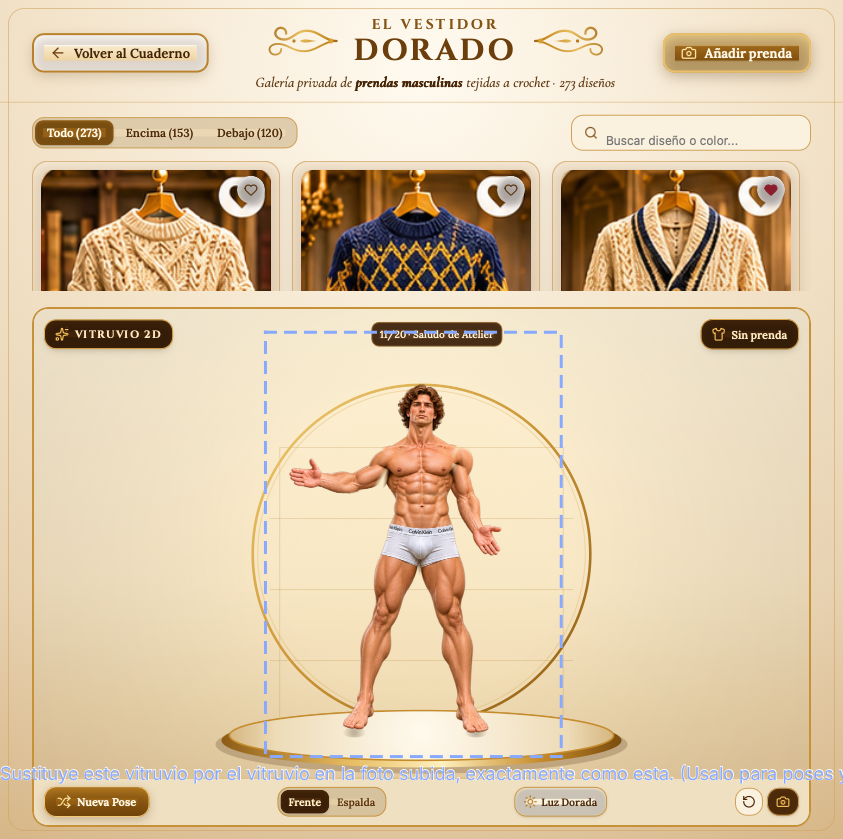 EL VESTIDOR
Volver al Cuaderno
DORADO
Añadir prenda
Galería privada de prendas masculinas tejidas a crochet · 273 diseños
Todo (273)
Encima (153)
Debajo (120)
Buscar diseño o color...
VITRUVIO 2D
11/20 · Saludo de Atelier
Sin prenda
Calvin Klein
Sustituye este vitruvio por el vitruvio en la foto subida, exactamente como esta. (Usalo para poses y
Nueva Pose
Frente
Espalda
Luz Dorada